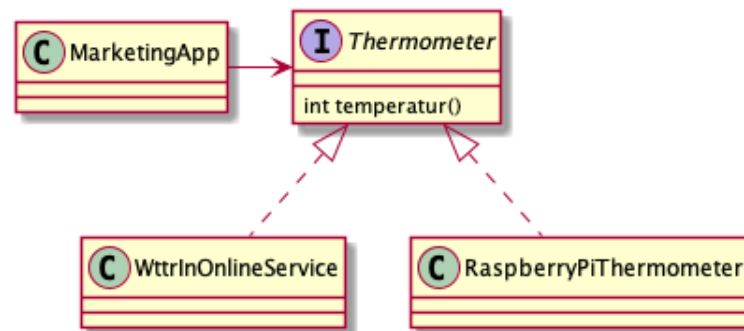 C MarketingApp
I Thermometer
int temperatur()
C WttrInOnlineService
C RaspberryPiThermometer